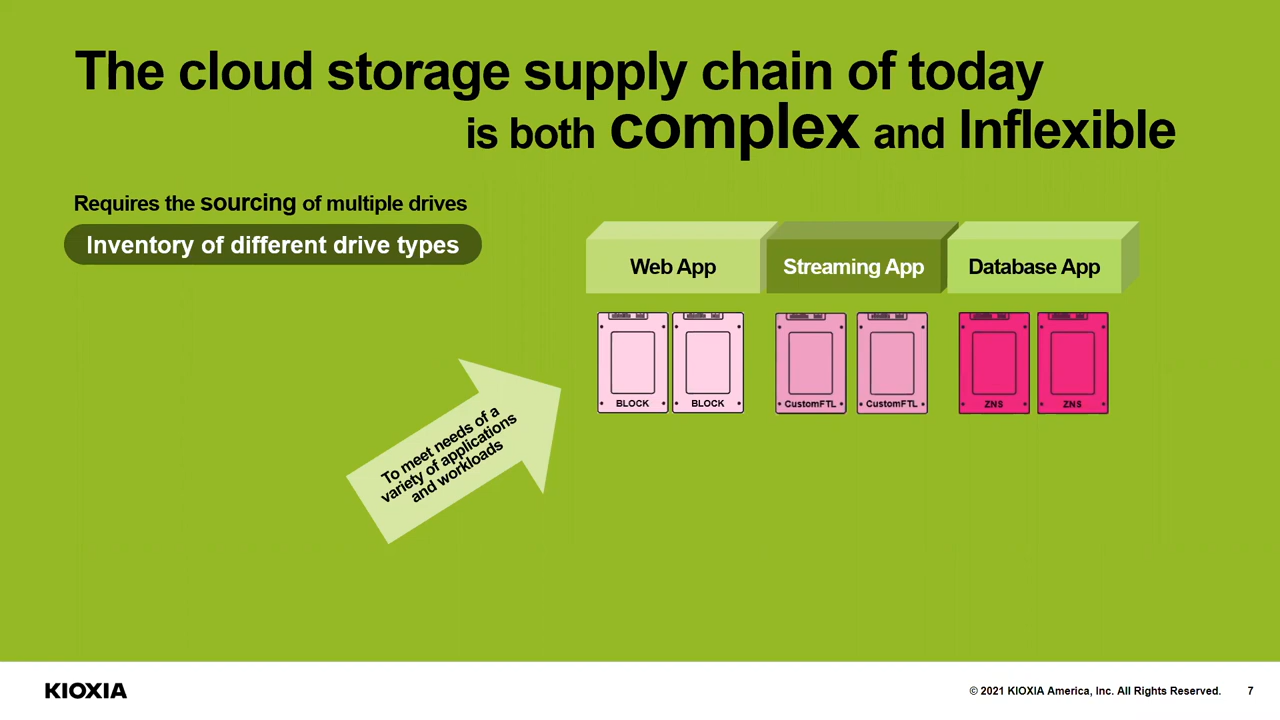 The cloud storage supply chain of today
is both complex and Inflexible
Requires the sourcing of multiple drives
Inventory of different drive types
Web App
Streaming App
Database App
BLOCK
BLOCK
CustomFTL
CustomFTL
ZNS
ZNS
To meet needs of a
variety of applications
and workloads
KIOXIA
© 2021 KIOXIA America, Inc. All Rights Reserved.
7